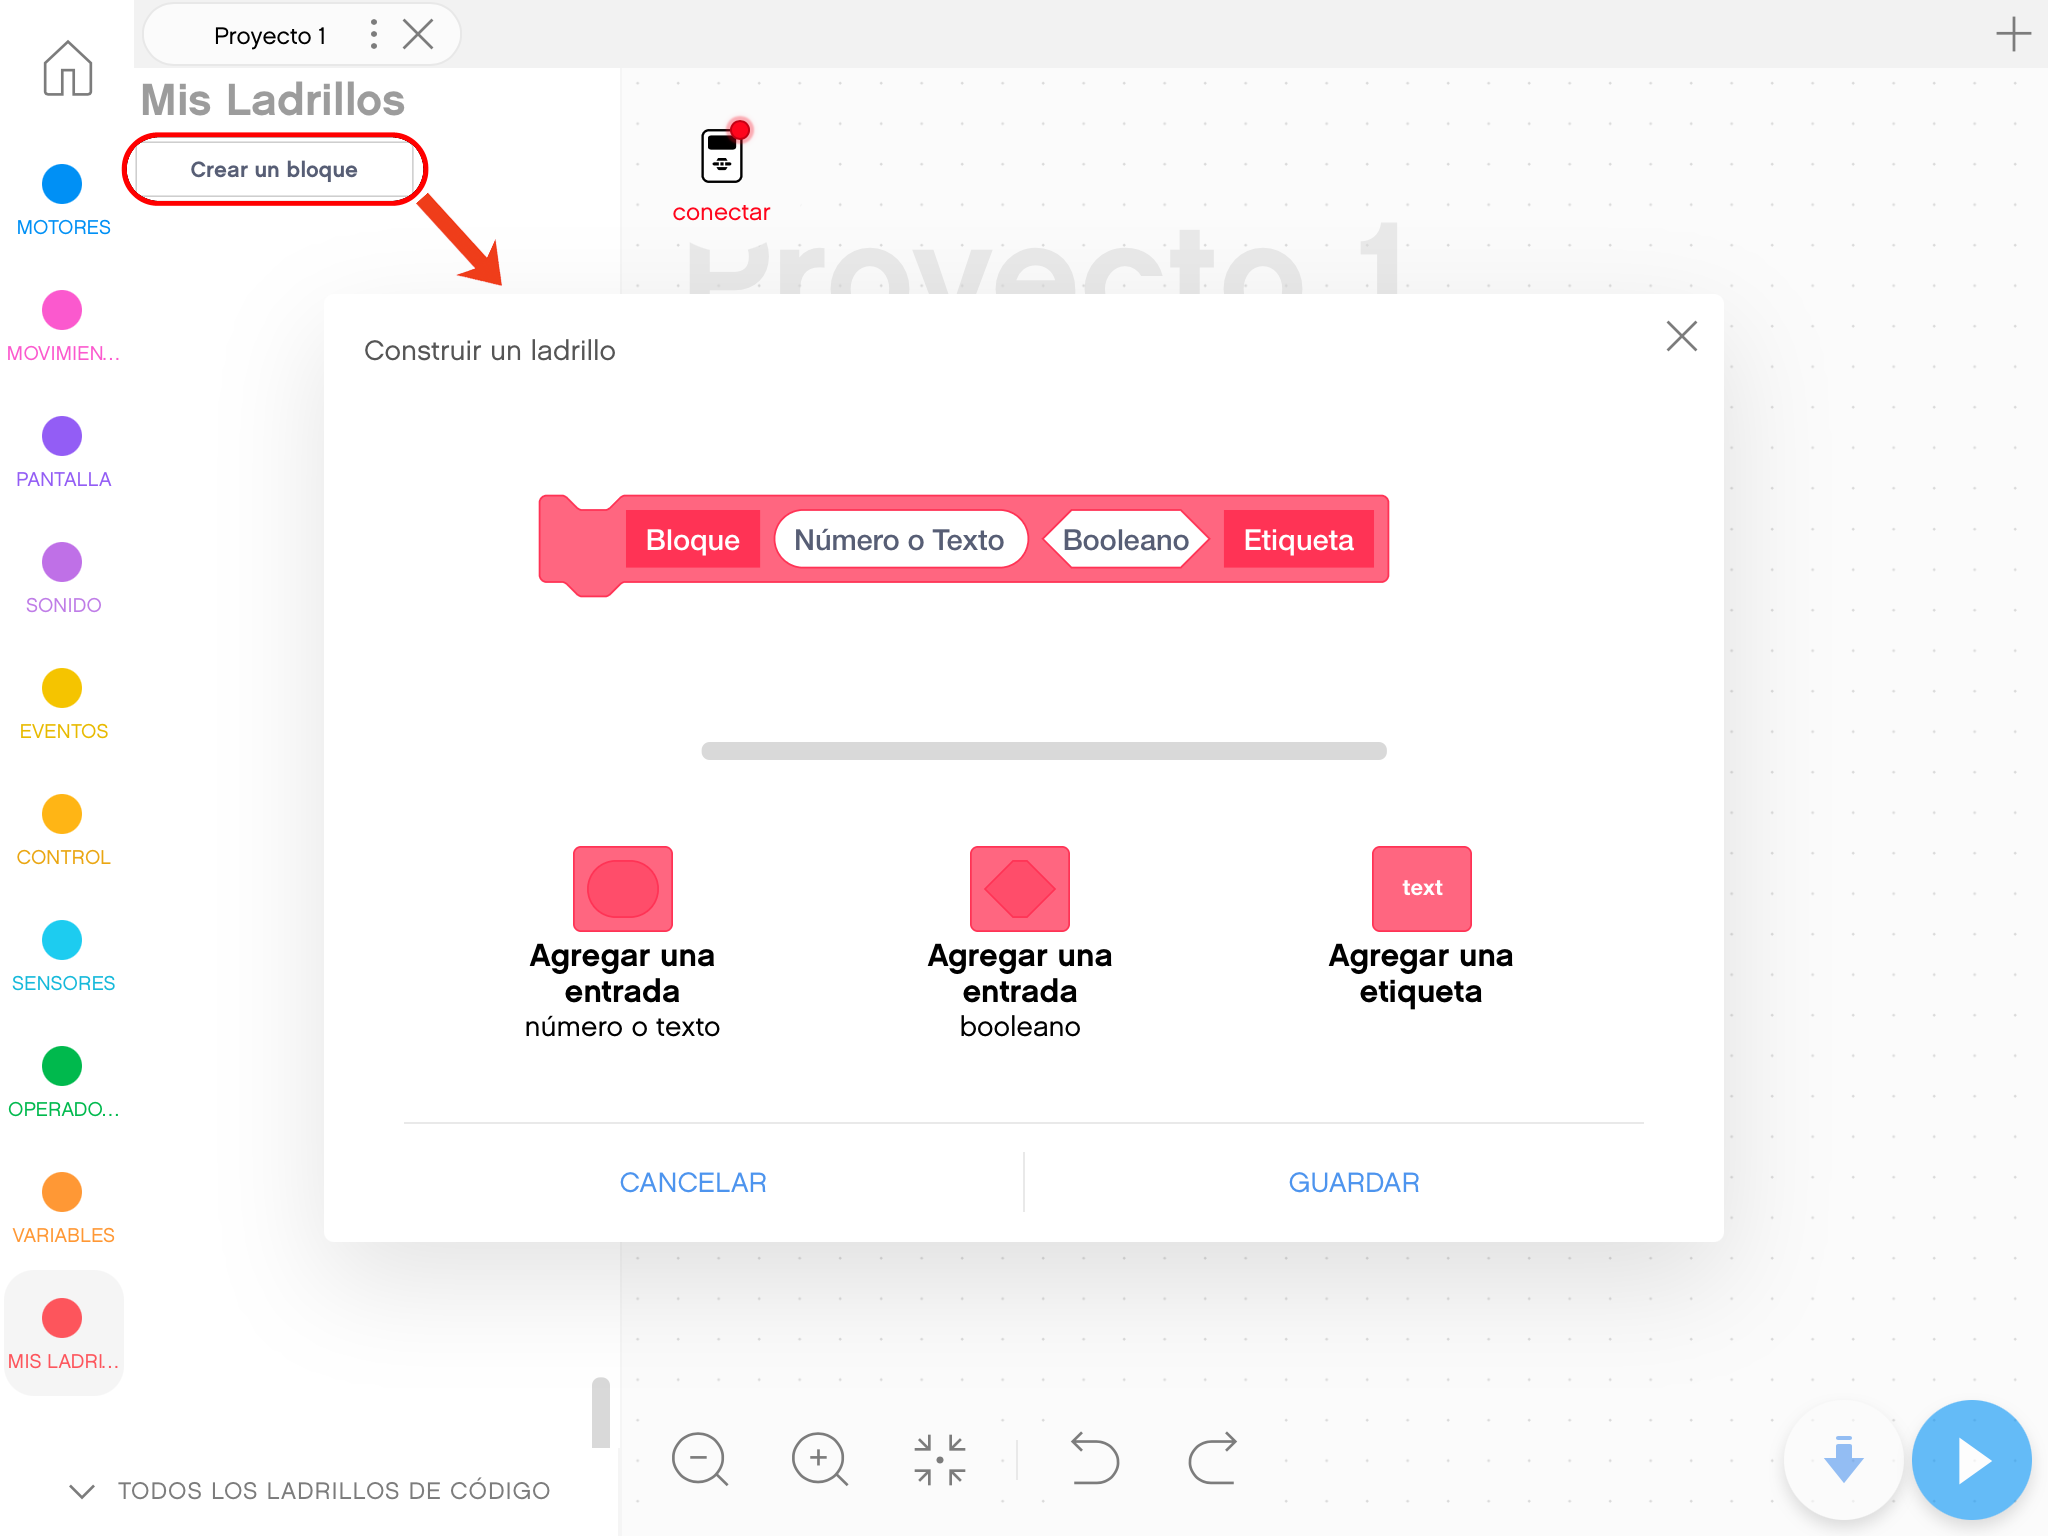 Proyecto 1
Mis Ladrillos
Crear un bloque
MOTORES
MOVIMIEN...
PANTALLA
SONIDO
EVENTOS
CONTROL
SENSORES
OPERADO...
VARIABLES
MIS LADRI...
TODOS LOS LADRILLOS DE CÓDIGO
conectar
Proyecto 1
Construir un ladrillo
Bloque Número o Texto Booleano Etiqueta
text
Agregar una
entrada
número o texto
Agregar una
entrada
booleano
Agregar una
etiqueta
CANCELAR
GUARDAR